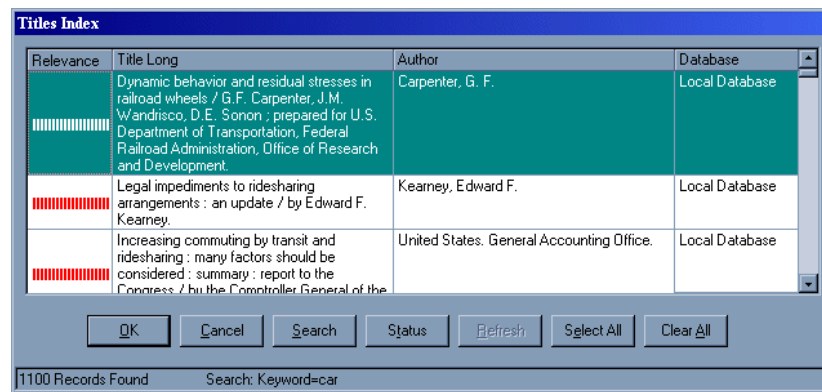 Titles Index
Relevance Title Long Author Database
Dynamic behavior and residual stresses in Carpenter, G. F. Local Database
railroad wheels / G.F. Carpenter, J.M.
Wandrisco, D.E. Sonon ; prepared for U.S.
Department of Transportation, Federal
Railroad Administration, Office of Research
and Development.
Legal impediments to ridesharing Kearney, Edward F. Local Database
arrangements : an update / by Edward F.
Kearney.
Increasing commuting by transit and United States. General Accounting Office. Local Database
ridesharing : many factors should be
considered : summary : report to the
Congress / by the Comptroller General of the
OK Cancel Search Status Refresh Select All Clear All
1100 Records Found Search: Keyword=car